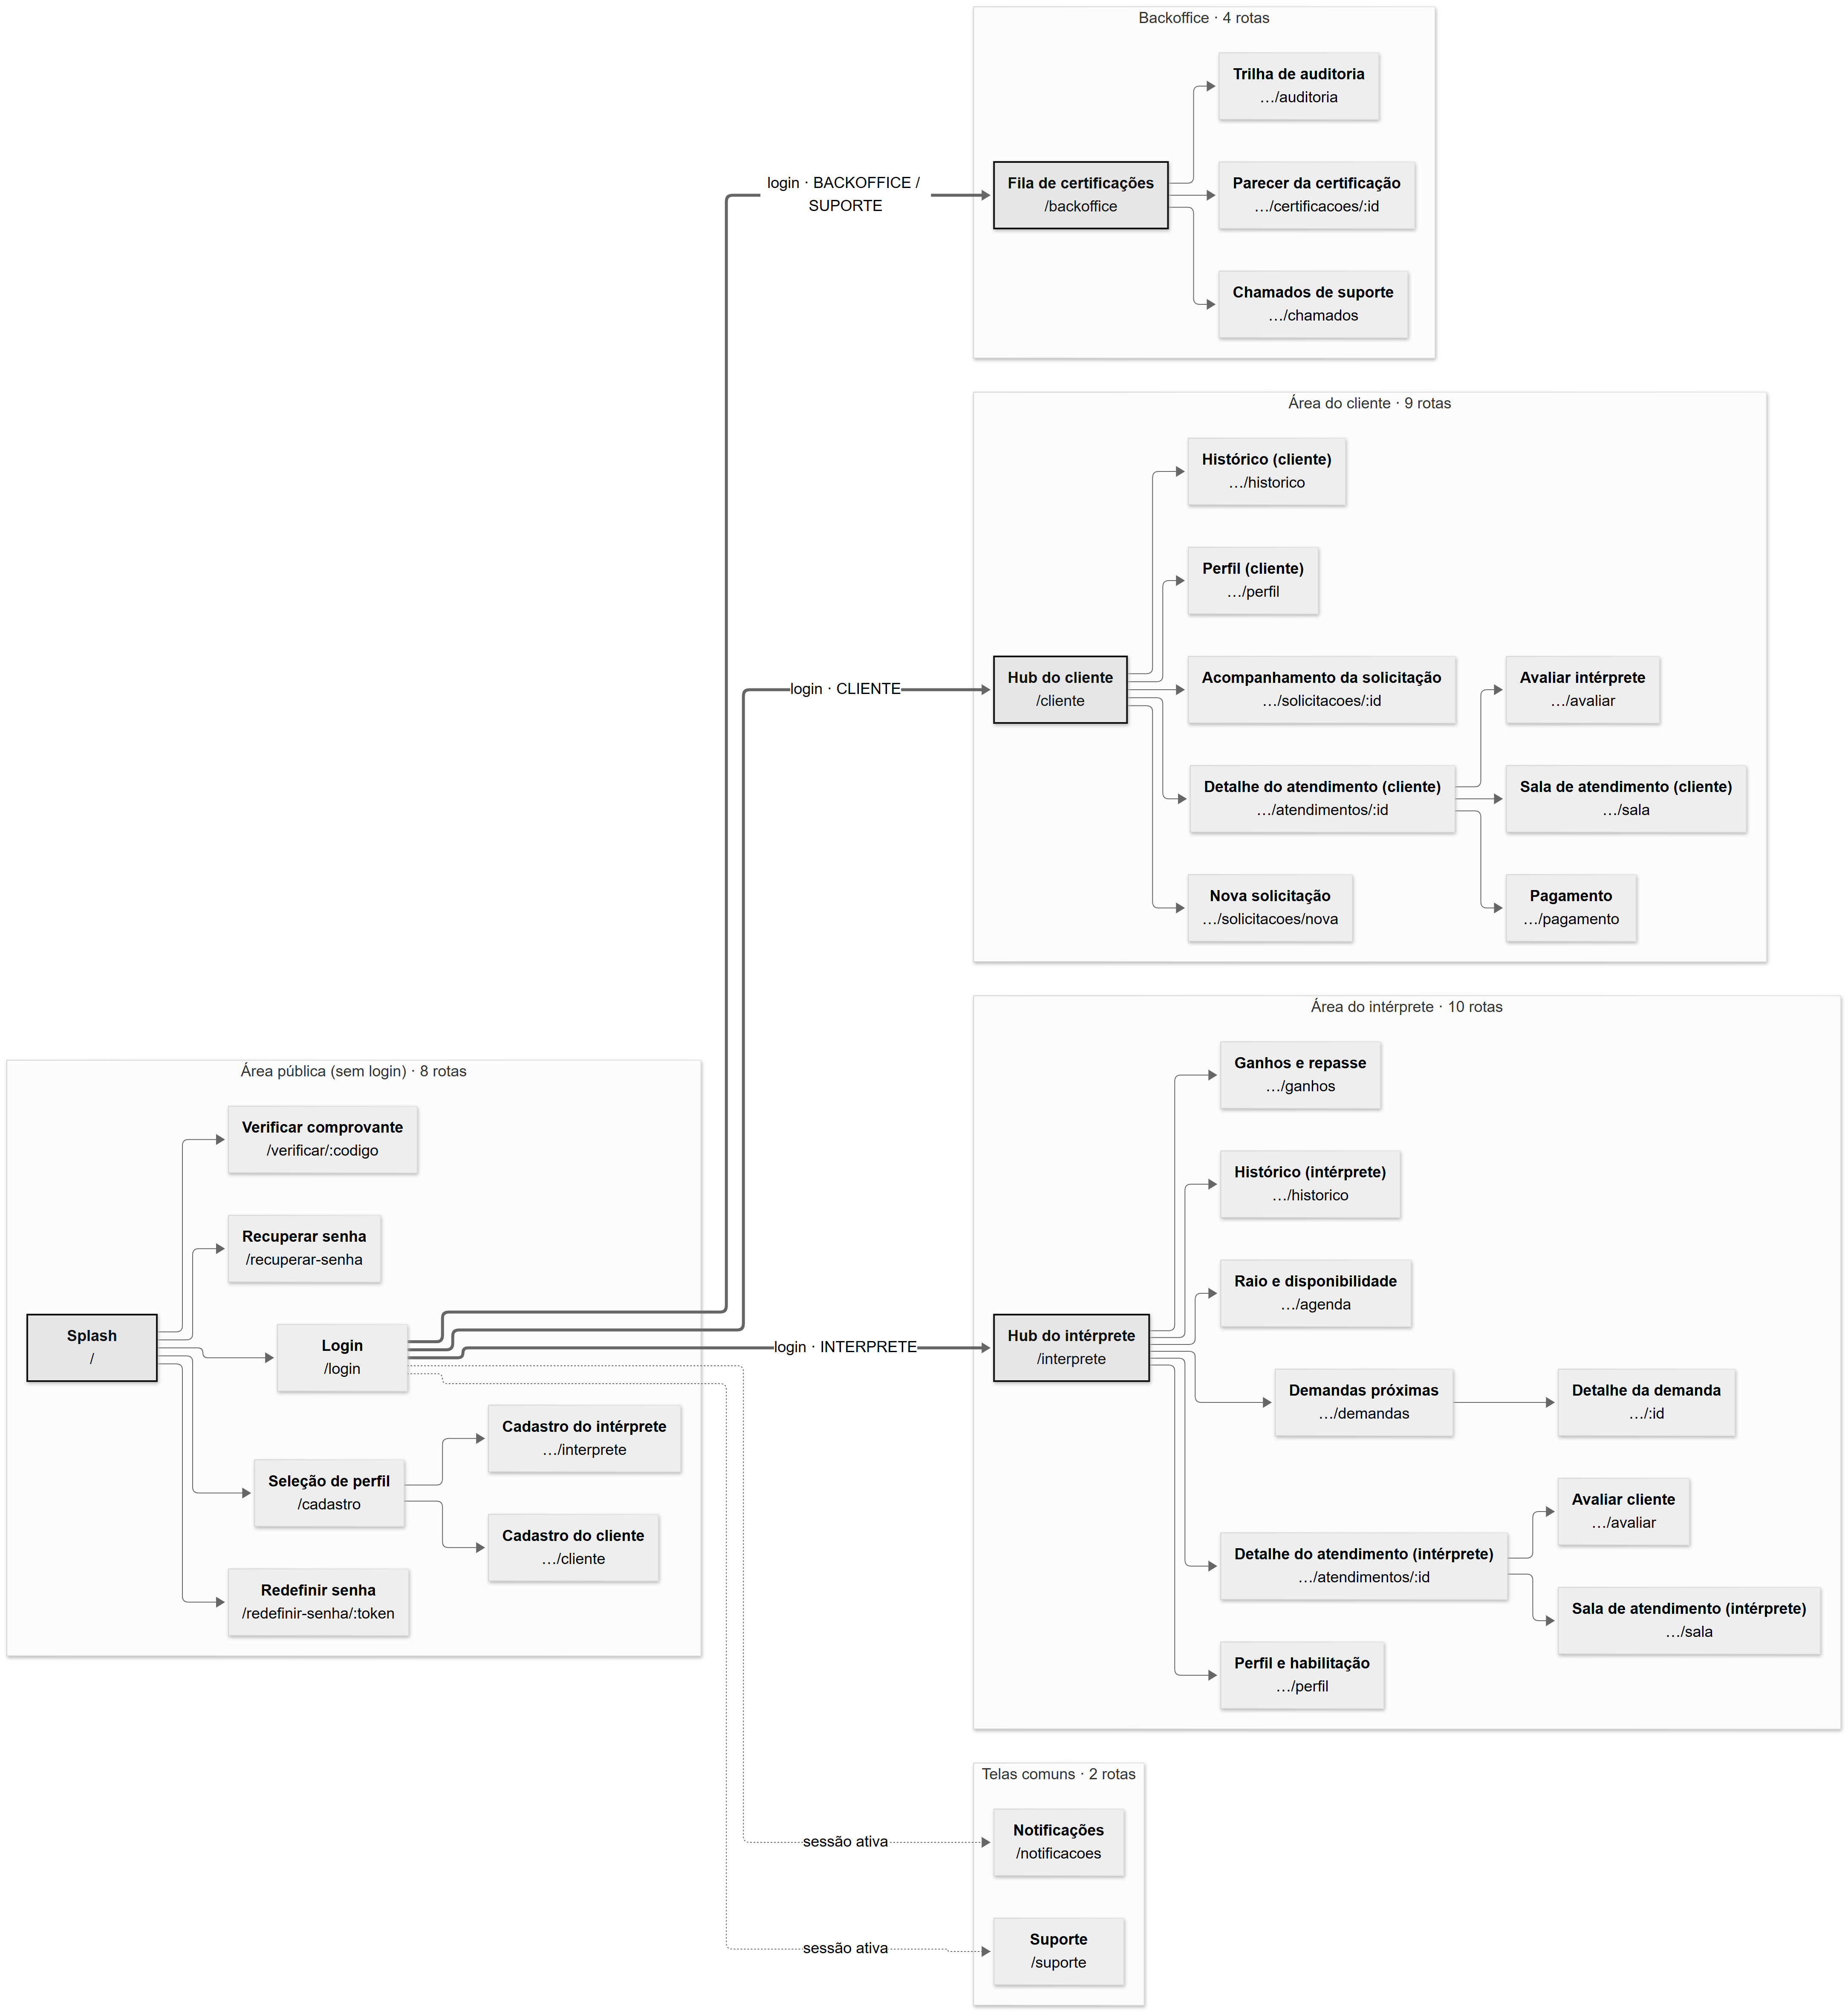 Backoffice · 4 rotas
Trilha de auditoria
…/auditoria
login · BACKOFFICE /
SUPORTE
Fila de certificações
/backoffice
Parecer da certificação
…/certificacoes/:id
Chamados de suporte
…/chamados
Área do cliente · 9 rotas
Histórico (cliente)
…/historico
Perfil (cliente)
…/perfil
login · CLIENTE
Hub do cliente
/cliente
Acompanhamento da solicitação
…/solicitacoes/:id
Avaliar intérprete
…/avaliar
Detalhe do atendimento (cliente)
…/atendimentos/:id
Sala de atendimento (cliente)
…/sala
Nova solicitação
…/solicitacoes/nova
Pagamento
…/pagamento
Área pública (sem login) · 8 rotas
Verificar comprovante
/verificar/:codigo
Recuperar senha
/recuperar-senha
Splash
/
Login
/login
Cadastro do intérprete
…/interprete
Seleção de perfil
/cadastro
Cadastro do cliente
…/cliente
Redefinir senha
/redefinir-senha/:token
Área do intérprete · 10 rotas
Ganhos e repasse
…/ganhos
Histórico (intérprete)
…/historico
Raio e disponibilidade
…/agenda
login · INTERPRETE
Hub do intérprete
/interprete
Demandas próximas
…/demandas
Detalhe da demanda
…/:id
Avaliar cliente
…/avaliar
Detalhe do atendimento (intérprete)
…/atendimentos/:id
Sala de atendimento (intérprete)
…/sala
Perfil e habilitação
…/perfil
Telas comuns · 2 rotas
sessão ativa
Notificações
/notificacoes
sessão ativa
Suporte
/suporte